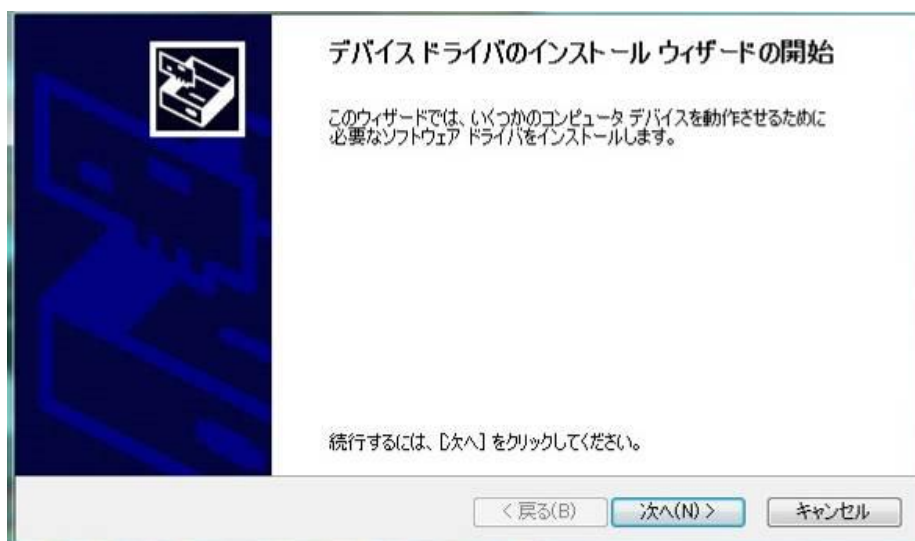 デバイス ドライバのインストール ウィザードの開始
このウィザードでは、いくつかのコンピュータ デバイスを動作させるために
必要なソフトウェア ドライバをインストールします。
続行するには、[次へ] をクリックしてください。
< 戻る(B)
次へ(N) >
キャンセル